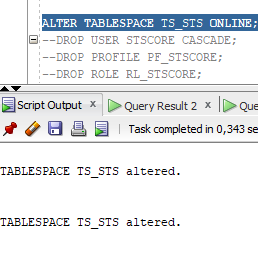 ALTER TABLESPACE TS_STS ONLINE;
--DROP USER STSCORE CASCADE;
--DROP PROFILE PF_STSCORE;
--DROP ROLE RL_STSCORE;
Script Output x Query Result 2 x Que
Task completed in 0,343 se
TABLESPACE TS_STS altered.
TABLESPACE TS_STS altered.